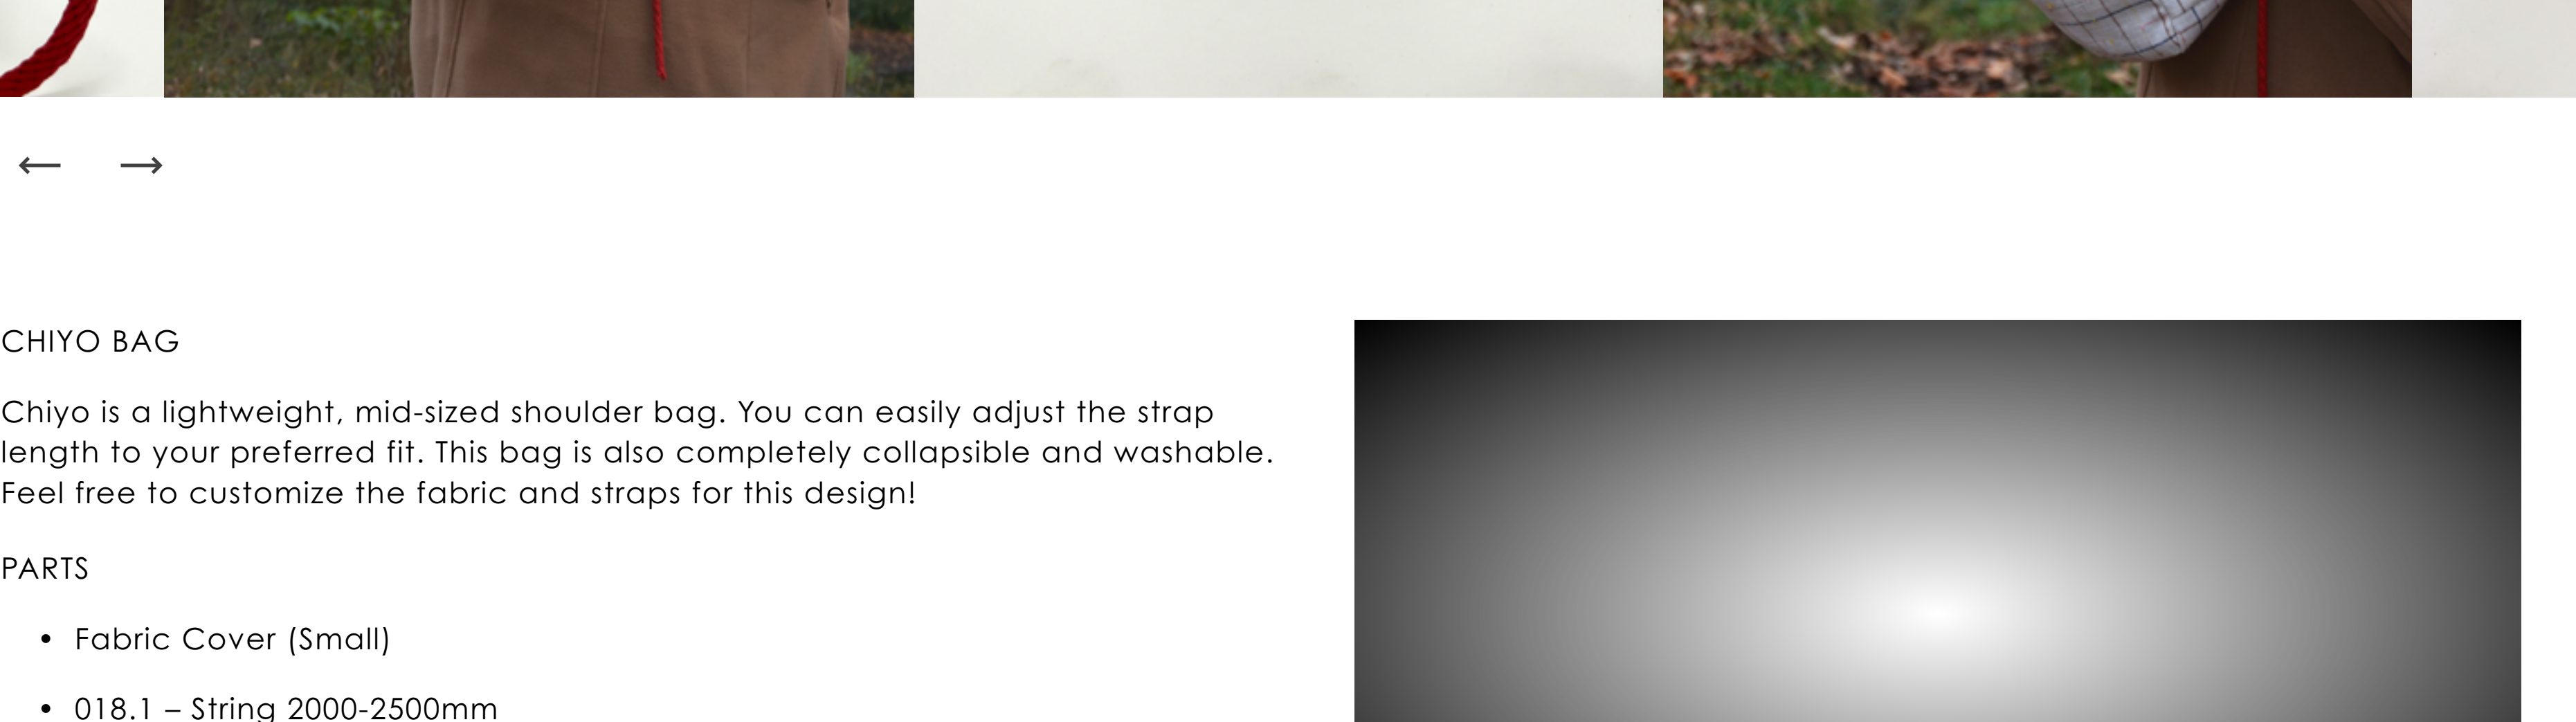 CHIYO BAG
Chiyo is a lightweight, mid-sized shoulder bag. You can easily adjust the strap
length to your preferred fit. This bag is also completely collapsible and washable.
Feel free to customize the fabric and straps for this design!
PARTS
• Fabric Cover (Small)
• 018.1 – String 2000-2500mm